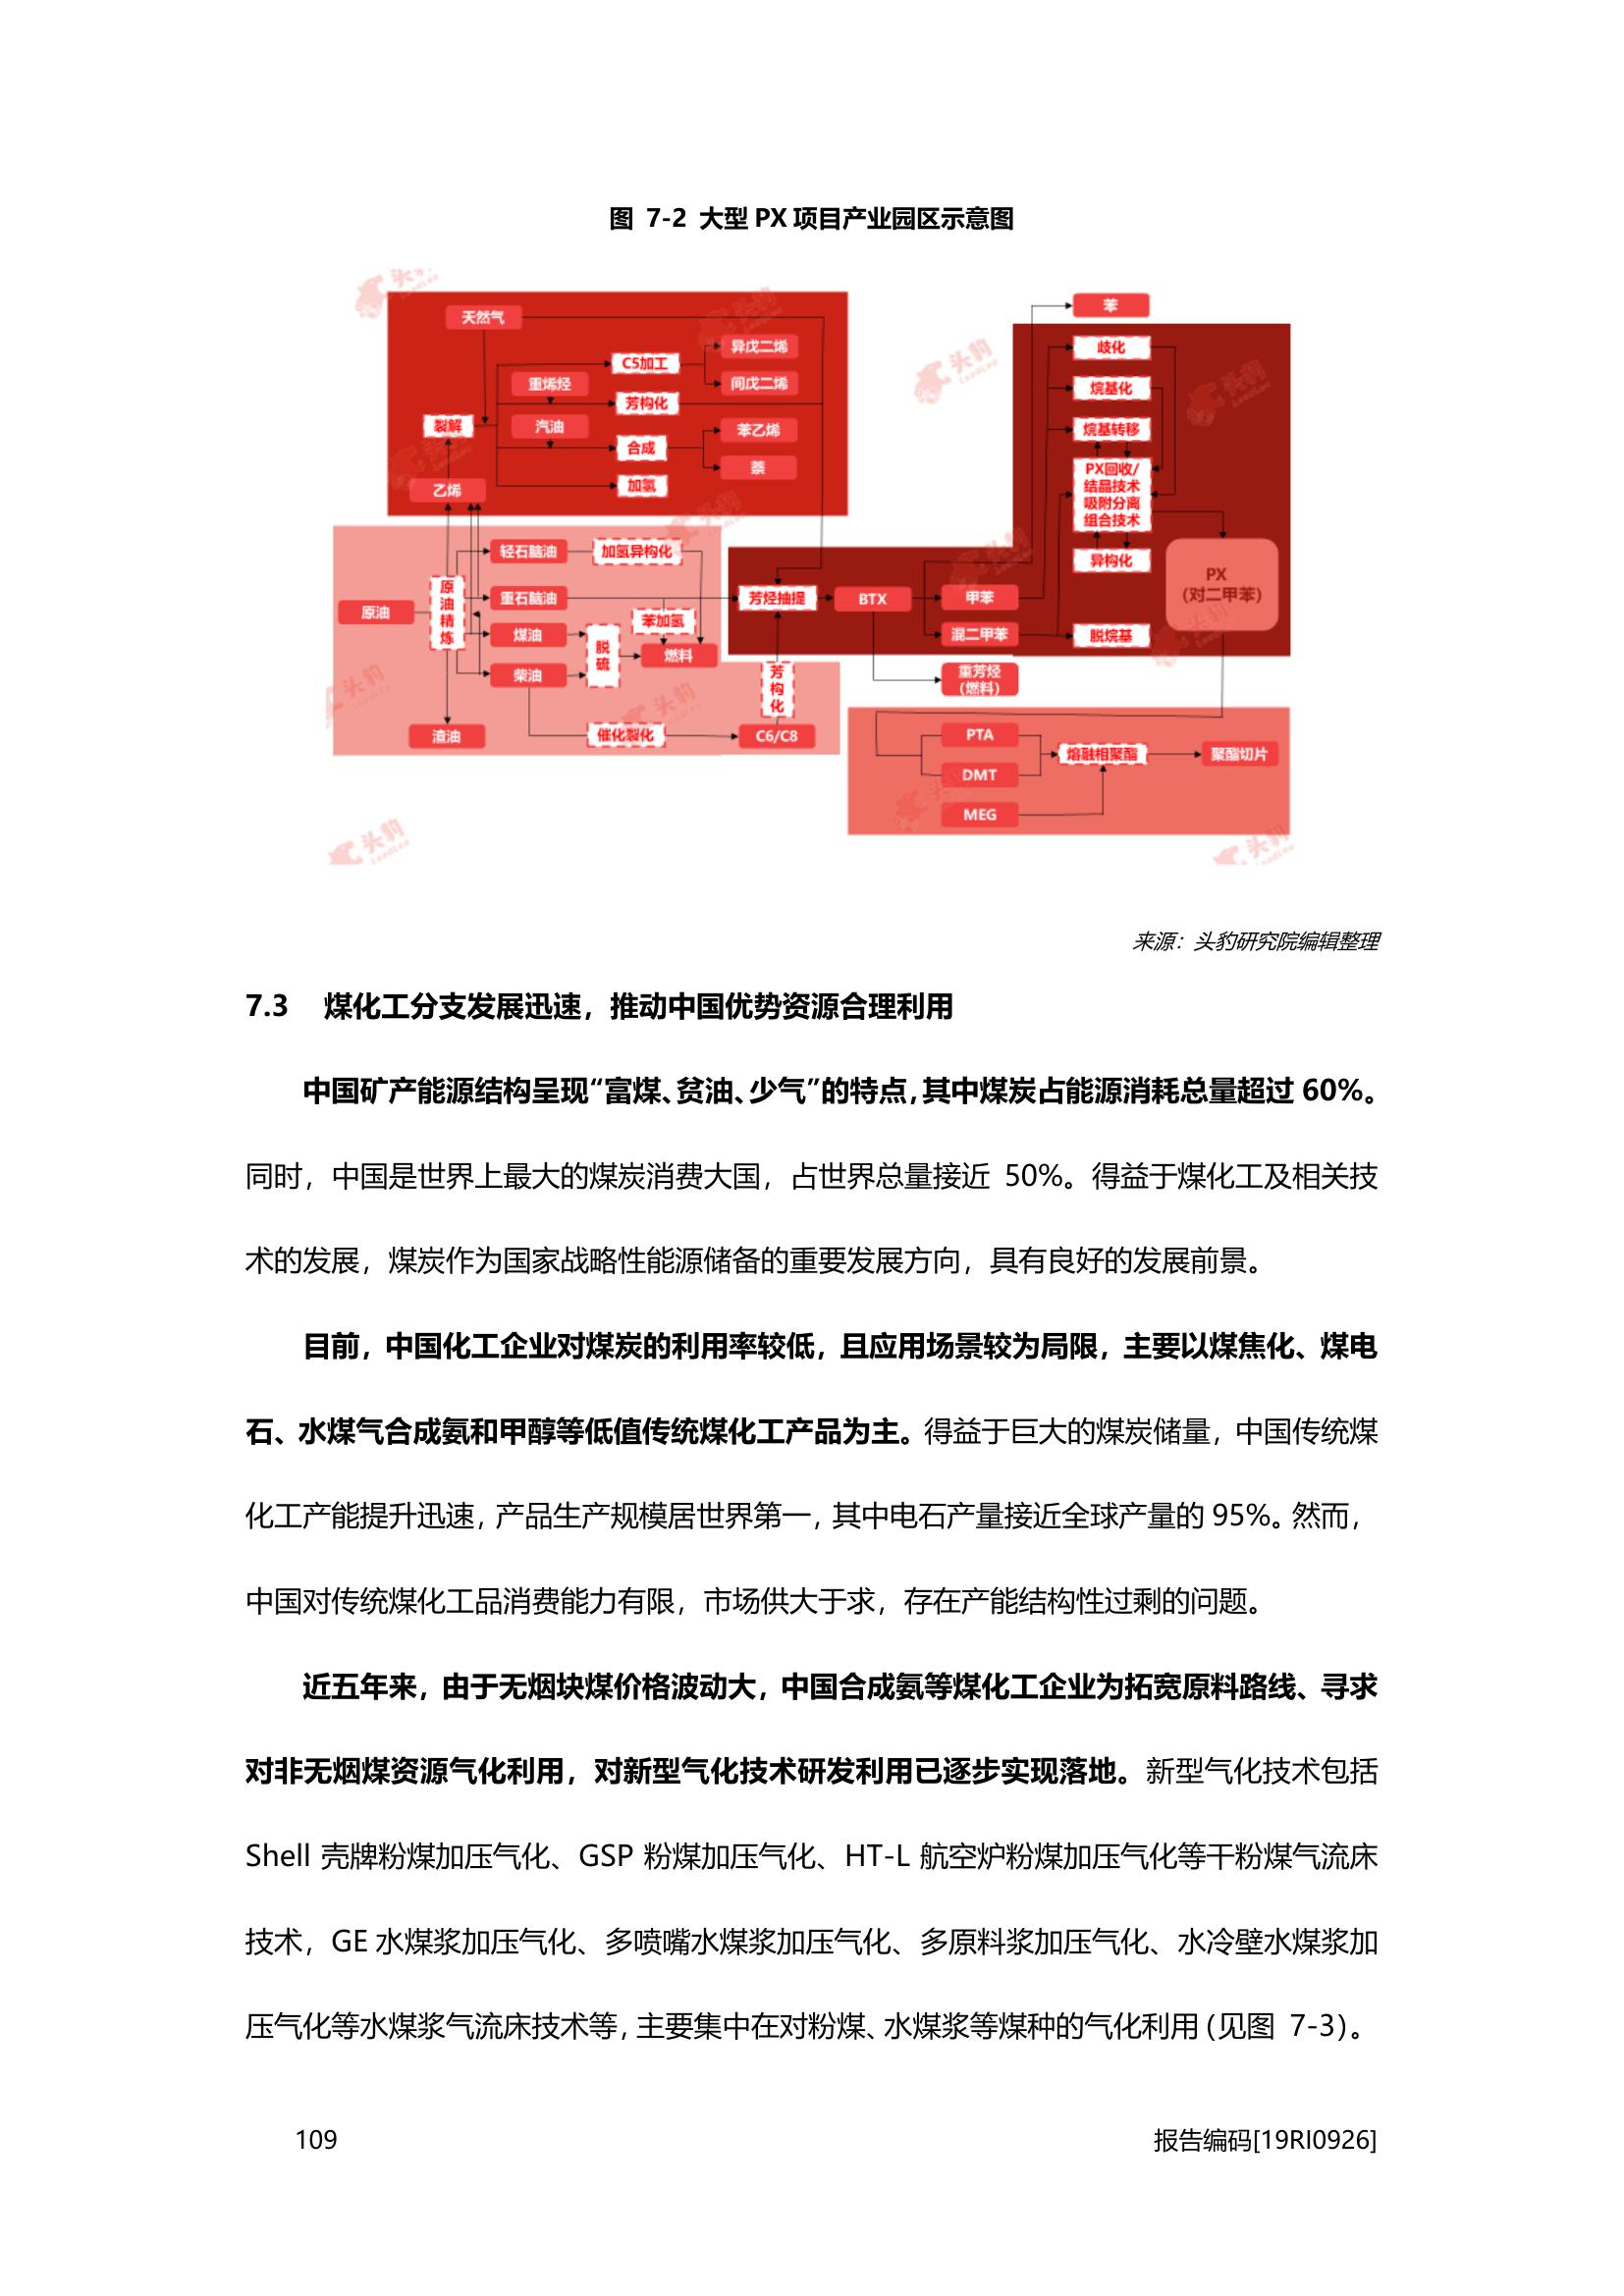 图 7-2 大型 PX 项目产业园区示意图
天然气
C5加工
异戊二烯
间戊二烯
重烯烃
芳构化
裂解
汽油
合成
苯乙烯
萘
加氢
乙烯
苯
歧化
烷基化
烷基转移
PX回收/
结晶技术
吸附分离
组合技术
异构化
PX
(对二甲苯)
轻石脑油
加氢异构化
原油
原油精炼
重石脑油
苯加氢
煤油
脱硫
燃料
柴油
渣油
催化裂化
C6/C8
芳构化
芳烃抽提
BTX
甲苯
混二甲苯
脱烷基
重芳烃
(燃料)
PTA
DMT
MEG
熔融相聚酯
聚酯切片
头豹
LeadLeo
来源：头豹研究院编辑整理
7.3 煤化工分支发展迅速，推动中国优势资源合理利用
中国矿产能源结构呈现“富煤、贫油、少气”的特点，其中煤炭占能源消耗总量超过 60%。
同时，中国是世界上最大的煤炭消费大国，占世界总量接近 50%。得益于煤化工及相关技
术的发展，煤炭作为国家战略性能源储备的重要发展方向，具有良好的发展前景。
目前，中国化工企业对煤炭的利用率较低，且应用场景较为局限，主要以煤焦化、煤电
石、水煤气合成氨和甲醇等低值传统煤化工产品为主。得益于巨大的煤炭储量，中国传统煤
化工产能提升迅速，产品生产规模居世界第一，其中电石产量接近全球产量的 95%。然而，
中国对传统煤化工品消费能力有限，市场供大于求，存在产能结构性过剩的问题。
近五年来，由于无烟块煤价格波动大，中国合成氨等煤化工企业为拓宽原料路线、寻求
对非无烟煤资源气化利用，对新型气化技术研发利用已逐步实现落地。新型气化技术包括
Shell 壳牌粉煤加压气化、GSP 粉煤加压气化、HT-L 航空炉粉煤加压气化等干粉煤气流床
技术，GE 水煤浆加压气化、多喷嘴水煤浆加压气化、多原料浆加压气化、水冷壁水煤浆加
压气化等水煤浆气流床技术等，主要集中在对粉煤、水煤浆等煤种的气化利用（见图 7-3）。
109
报告编码[19RI0926]